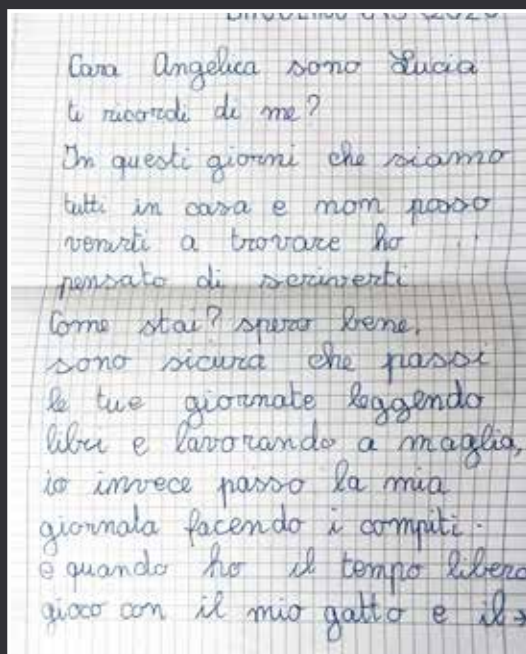 Cara Angelica sono Lucia
ti ricordi di me?
In questi giorni che siamo
tutti in casa e non posso
venirti a trovare ho
pensato di scriverti
Come stai? spero bene,
sono sicura che passi
le tue giornate leggendo
libri e lavorando a maglia,
io invece passo la mia
giornata facendo i compiti.
e quando ho il tempo libero
gioco con il mio gatto e il →